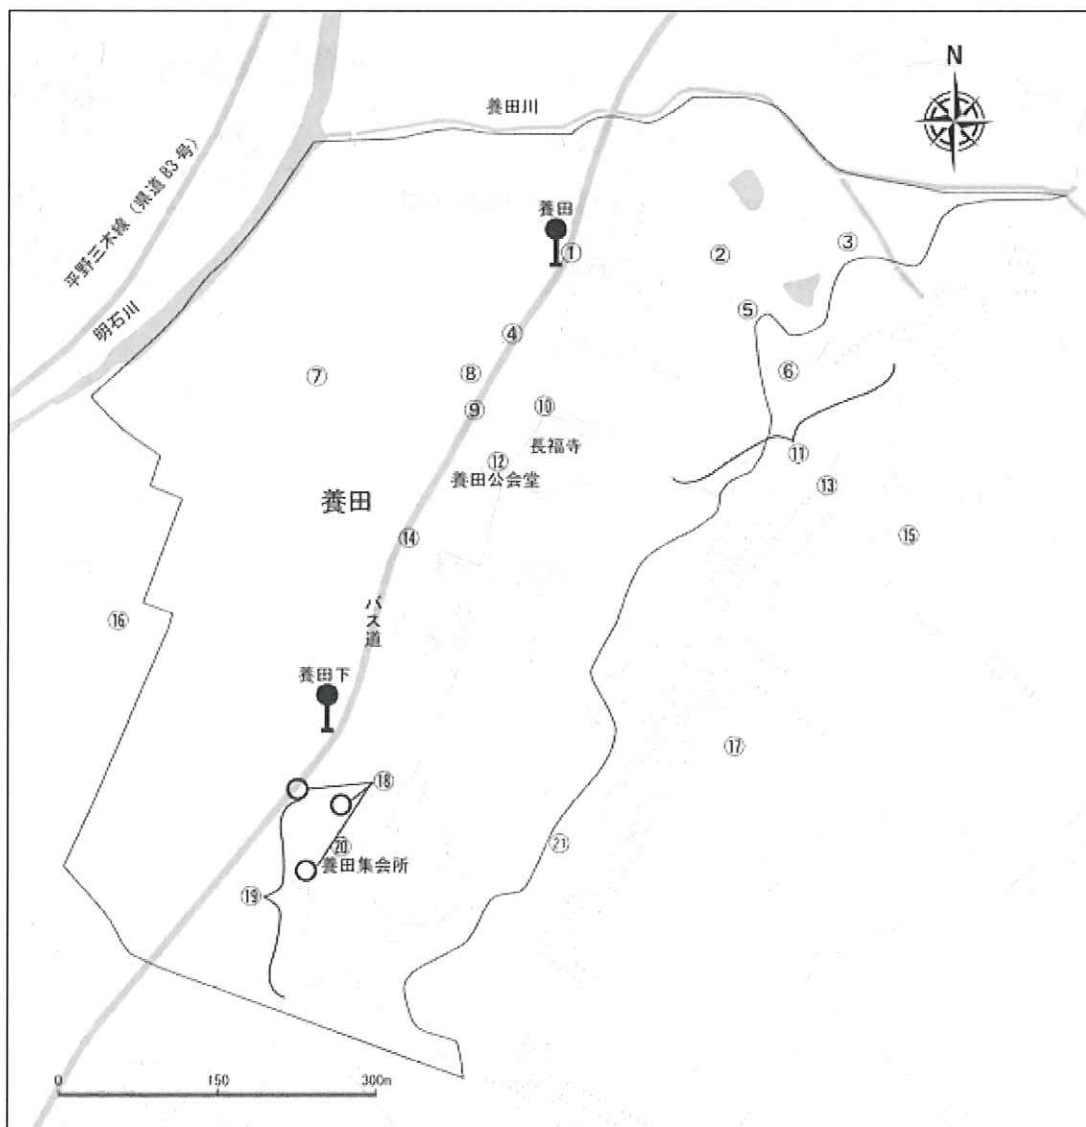 N
養田川
平野三木線（県道83号）
明石川
養田
①
②
③
④
⑤
⑥
⑦
⑧
⑨
⑩
長福寺
⑪
⑫
養田公会堂
⑬
養田
⑭
⑮
バス道
⑯
養田下
⑰
⑱
⑳
養田集会所
㉑
⑲
0 150 300m